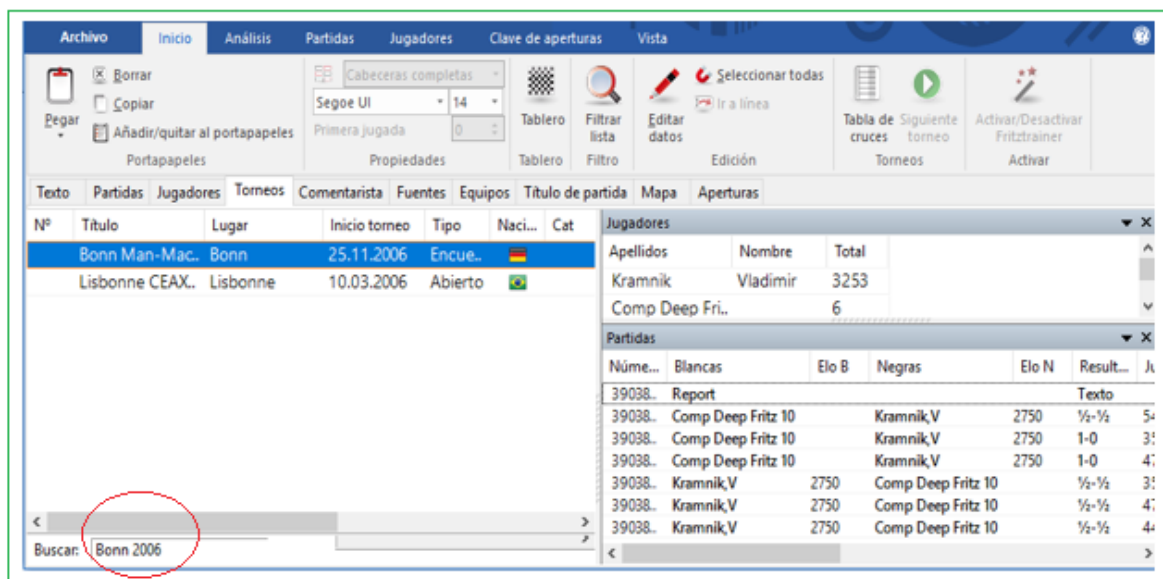 Archivo Inicio Análisis Partidas Jugadores Clave de aperturas Vista
Pegar
Borrar
Copiar
Añadir/quitar al portapapeles
Portapapeles
Cabeceras completas
Segoe UI 14
Primera jugada 0
Propiedades
Tablero
Tablero
Filtrar lista
Filtro
Editar datos
Seleccionar todas
Ir a línea
Edición
Tabla de cruces
Siguiente torneo
Torneos
Activar/Desactivar Fritztrainer
Activar
Texto Partidas Jugadores Torneos Comentarista Fuentes Equipos Título de partida Mapa Aperturas
Nº Título Lugar Inicio torneo Tipo Naci... Cat
Bonn Man-Mac.. Bonn 25.11.2006 Encue..
Lisbonne CEAX.. Lisbonne 10.03.2006 Abierto
Buscar: Bonn 2006
Jugadores
Apellidos Nombre Total
Kramnik Vladimir 3253
Comp Deep Fri.. 6
Partidas
Núme... Blancas Elo B Negras Elo N Result...
39038.. Report Texto
39038.. Comp Deep Fritz 10 Kramnik,V 2750 ½-½
39038.. Comp Deep Fritz 10 Kramnik,V 2750 1-0
39038.. Comp Deep Fritz 10 Kramnik,V 2750 1-0
39038.. Kramnik,V 2750 Comp Deep Fritz 10 ½-½
39038.. Kramnik,V 2750 Comp Deep Fritz 10 ½-½
39038.. Kramnik,V 2750 Comp Deep Fritz 10 ½-½